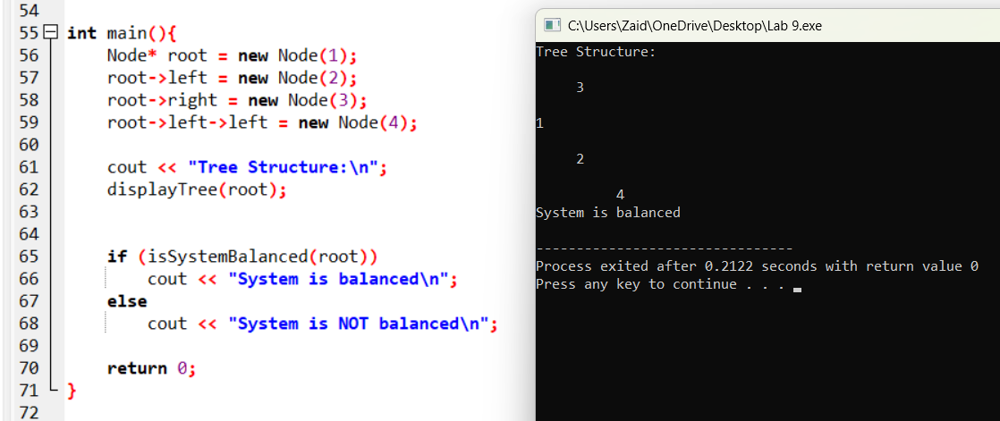 54
55 int main(){
56     Node* root = new Node(1);
57     root->left = new Node(2);
58     root->right = new Node(3);
59     root->left->left = new Node(4);
60
61     cout << "Tree Structure:\n";
62     displayTree(root);
63
64
65     if (isSystemBalanced(root))
66         cout << "System is balanced\n";
67     else
68         cout << "System is NOT balanced\n";
69
70     return 0;
71 }
72
C:\Users\Zaid\OneDrive\Desktop\Lab 9.exe
Tree Structure:
     3
1
     2
          4
System is balanced
--------------------------------
Process exited after 0.2122 seconds with return value 0
Press any key to continue . . .